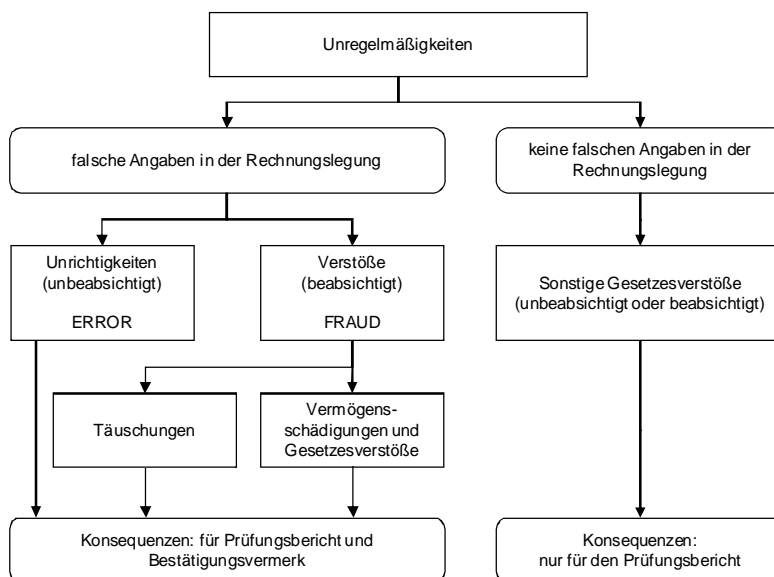 Unregelmäßigkeiten
falsche Angaben in der Rechnungslegung
keine falschen Angaben in der
Rechnungslegung
Unrichtigkeiten
(unbeabsichtigt)
ERROR
Verstöße
(beabsichtigt)
FRAUD
Sonstige Gesetzesverstöße
(unbeabsichtigt oder beabsichtigt)
Täuschungen
Vermögens-
schädigungen und
Gesetzesverstöße
Konsequenzen: für Prüfungsbericht und
Bestätigungsvermerk
Konsequenzen:
nur für den Prüfungsbericht